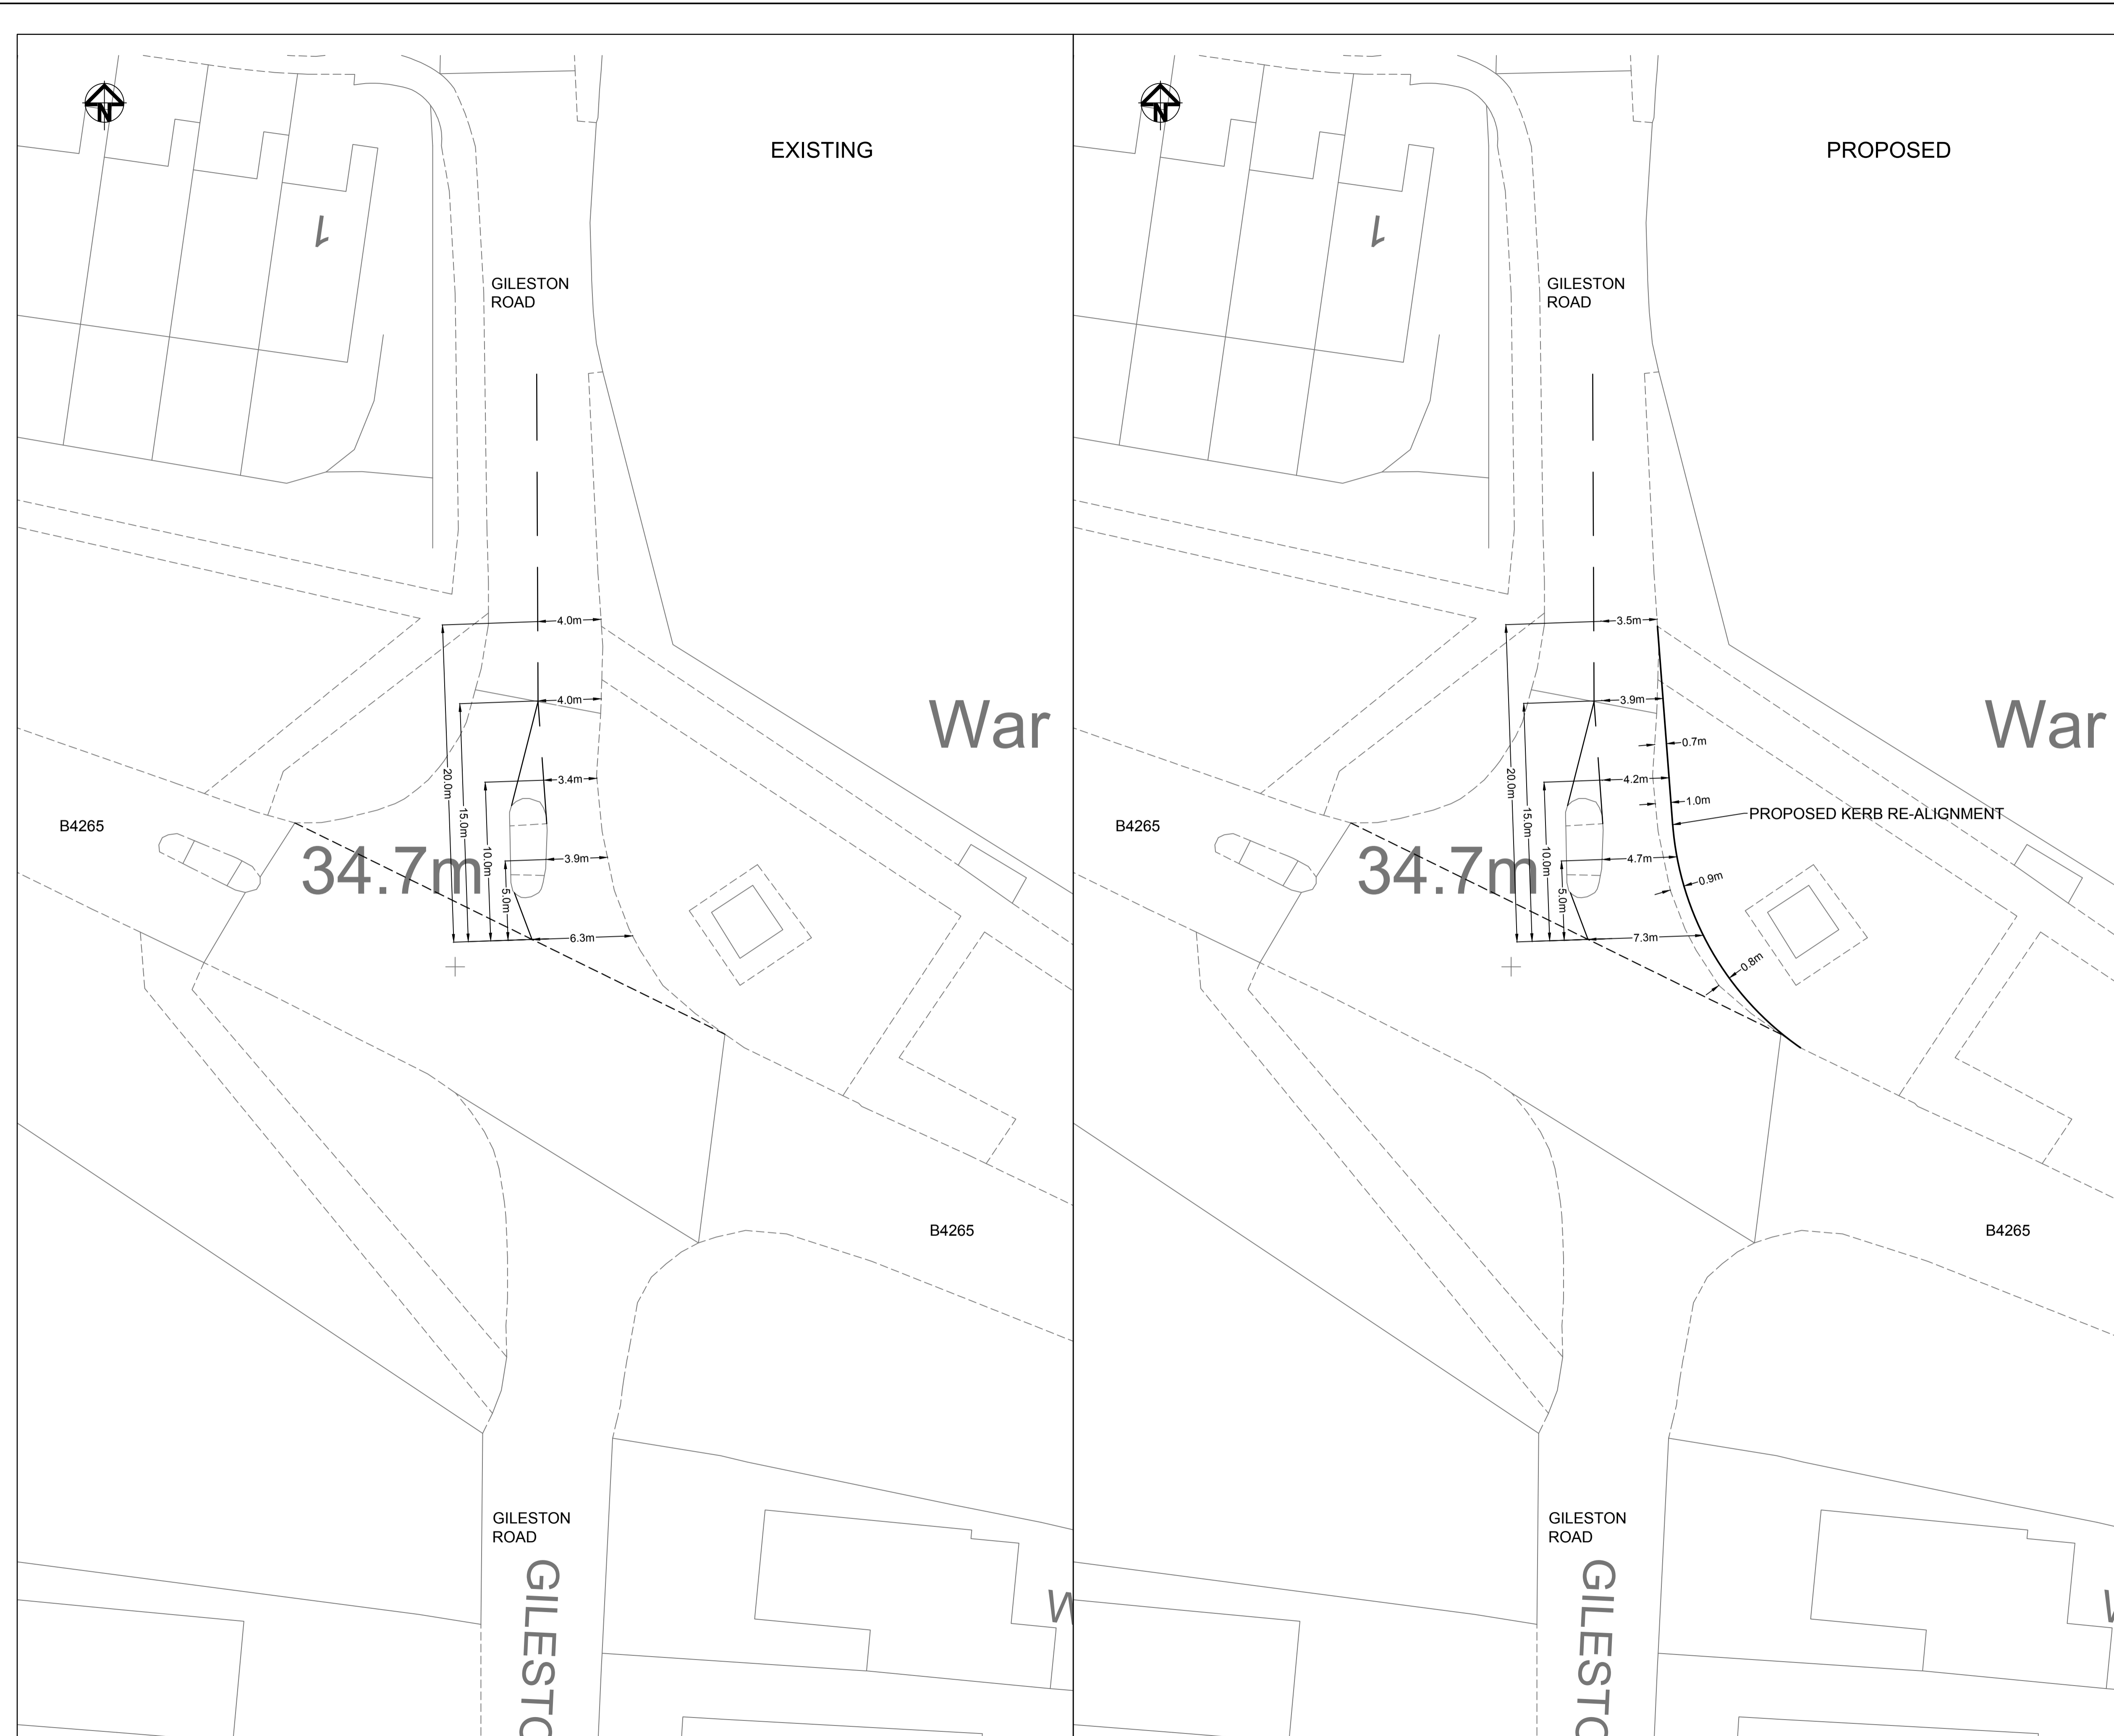 N
EXISTING
1
GILESTON
ROAD
4.0m
4.0m
War
20.0m
15.0m
10.0m
3.4m
B4265
34.7m
3.9m
5.0m
6.3m
B4265
GILESTON
ROAD
GILESTO
N
PROPOSED
1
GILESTON
ROAD
3.5m
3.9m
War
0.7m
20.0m
15.0m
10.0m
4.2m
1.0m
PROPOSED KERB RE-ALIGNMENT
B4265
34.7m
4.7m
5.0m
0.9m
7.3m
0.8m
B4265
GILESTON
ROAD
GILESTO